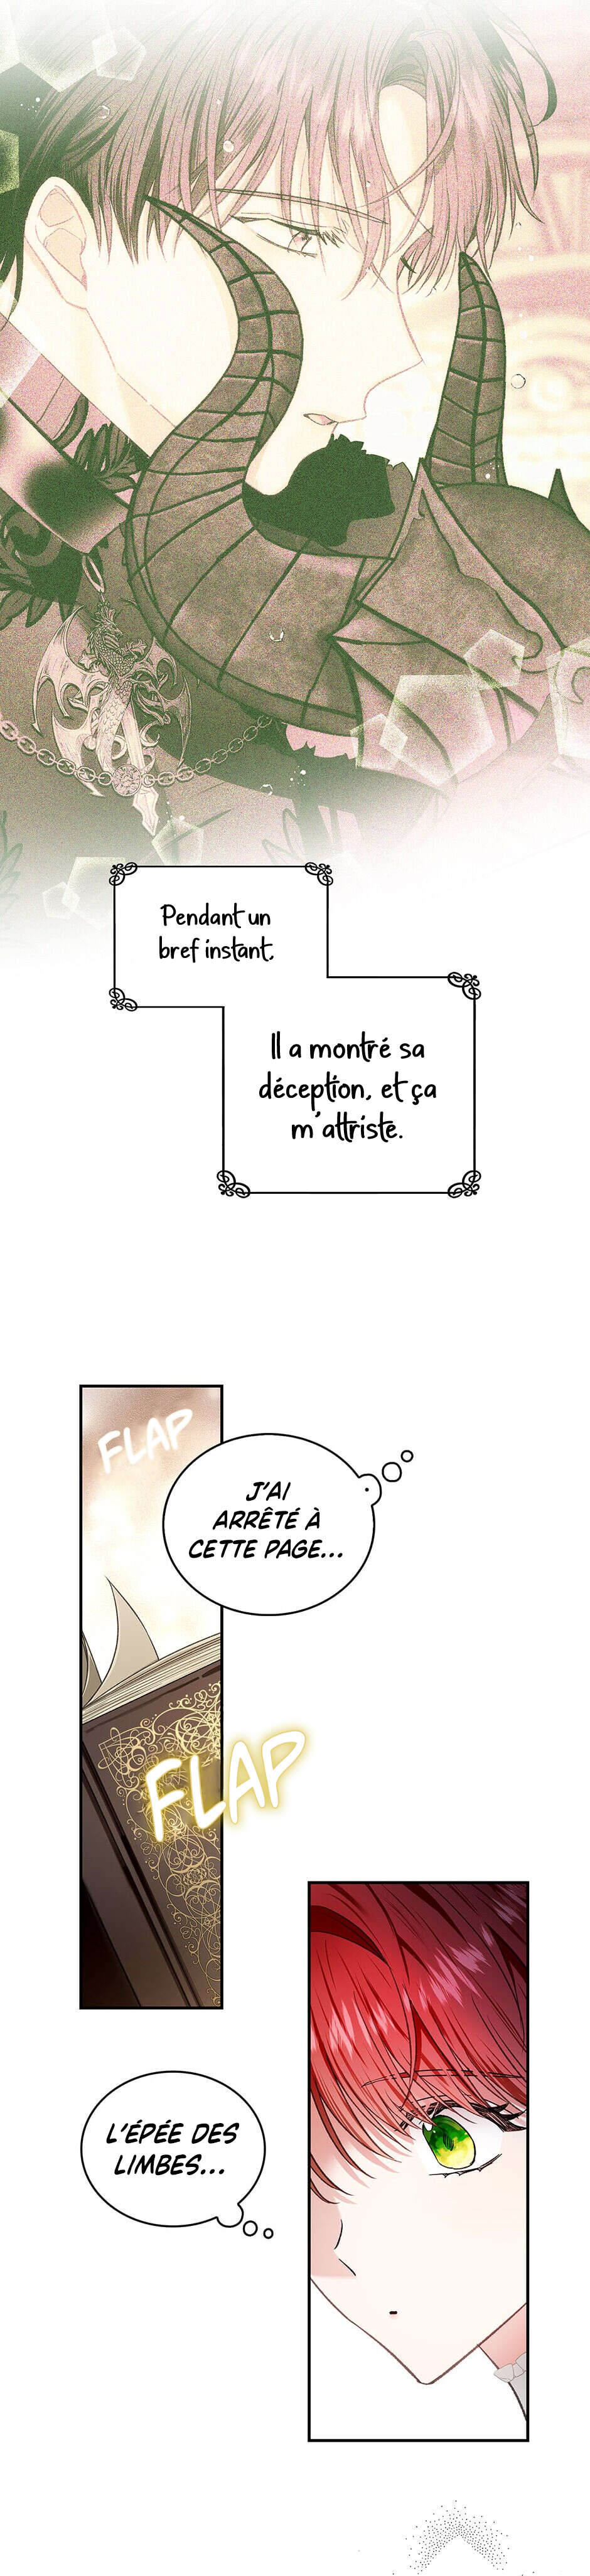 Pendant un
bref instant,
Il a montré sa
déception, et ça
m'attriste.
FLAP
J'AI
ARRÊTÉ À
CETTE PAGE...
FLAP
L'ÉPÉE DES
LIMBES...